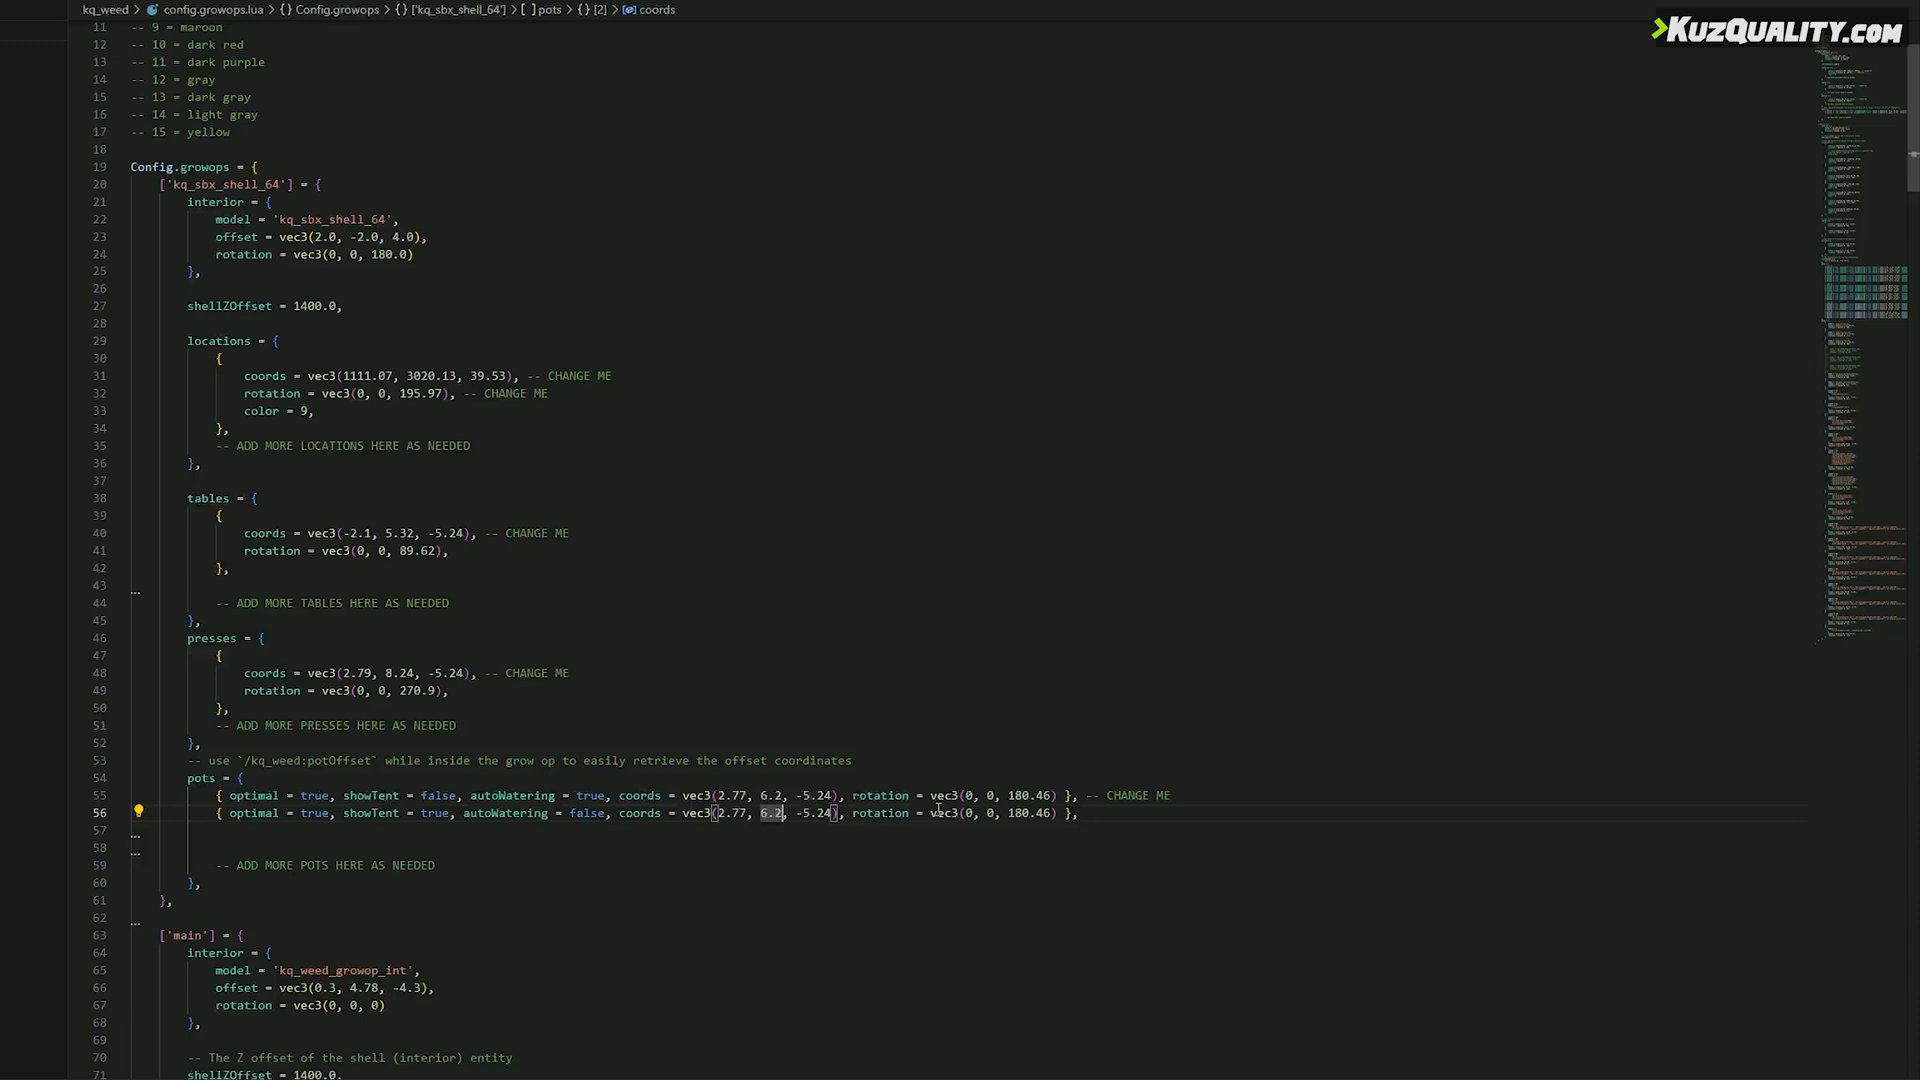 kq_weed > config.growops.lua > {} Config.growops > {} ['kq_sbx_shell_64'] > [ ] pots > {} [2] > coords
KUZQUALITY.COM
11 -- 9 = maroon
12 -- 10 = dark red
13 -- 11 = dark purple
14 -- 12 = gray
15 -- 13 = dark gray
16 -- 14 = light gray
17 -- 15 = yellow
18
19 Config.growops = {
20 ['kq_sbx_shell_64'] = {
21 interior = {
22 model = 'kq_sbx_shell_64',
23 offset = vec3(2.0, -2.0, 4.0),
24 rotation = vec3(0, 0, 180.0)
25 },
26
27 shellZOffset = 1400.0,
28
29 locations = {
30 {
31 coords = vec3(1111.07, 3020.13, 39.53), -- CHANGE ME
32 rotation = vec3(0, 0, 195.97), -- CHANGE ME
33 color = 9,
34 },
35 -- ADD MORE LOCATIONS HERE AS NEEDED
36 },
37
38 tables = {
39 {
40 coords = vec3(-2.1, 5.32, -5.24), -- CHANGE ME
41 rotation = vec3(0, 0, 89.62),
42 },
43
44 -- ADD MORE TABLES HERE AS NEEDED
45 },
46 presses = {
47 {
48 coords = vec3(2.79, 8.24, -5.24), -- CHANGE ME
49 rotation = vec3(0, 0, 270.9),
50 },
51 -- ADD MORE PRESSES HERE AS NEEDED
52 },
53 -- use `/kq_weed:potOffset` while inside the grow op to easily retrieve the offset coordinates
54 pots = {
55 { optimal = true, showTent = false, autoWatering = true, coords = vec3(2.77, 6.2, -5.24), rotation = vec3(0, 0, 180.46) }, -- CHANGE ME
56 { optimal = true, showTent = true, autoWatering = false, coords = vec3(2.77, 6.2, -5.24), rotation = vec3(0, 0, 180.46) },
57
58
59 -- ADD MORE POTS HERE AS NEEDED
60 },
61 },
62
63 ['main'] = {
64 interior = {
65 model = 'kq_weed_growop_int',
66 offset = vec3(0.3, 4.78, -4.3),
67 rotation = vec3(0, 0, 0)
68 },
69
70 -- The Z offset of the shell (interior) entity
71 shellZOffset = 1400.0,